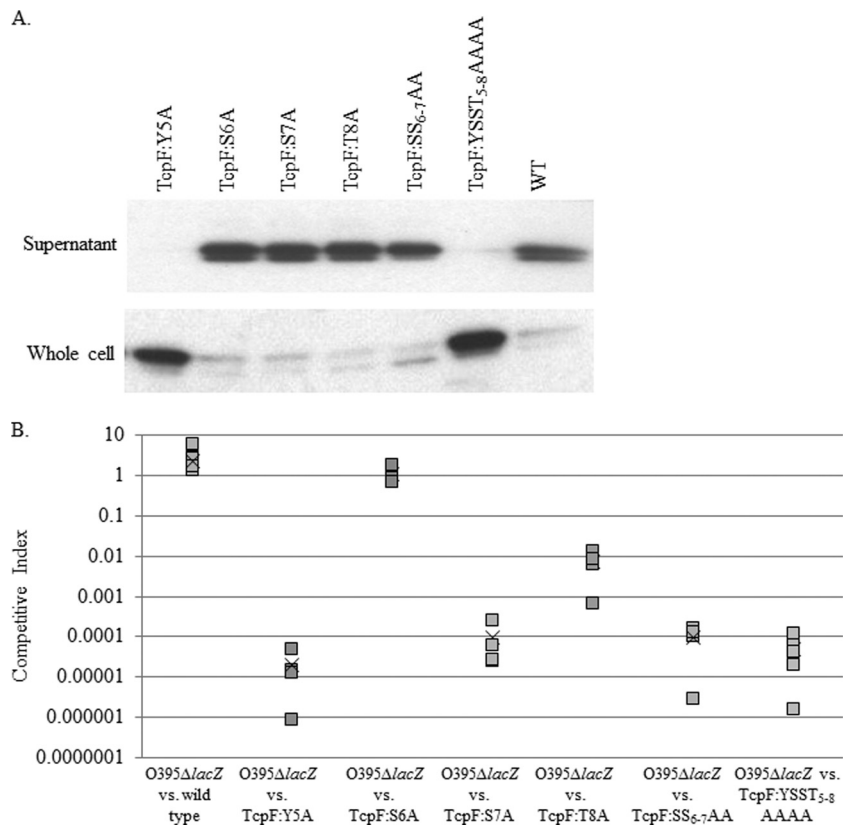 A.
TcpF:Y5A
TcpF:S6A
TcpF:S7A
TcpF:T8A
TcpF:SS6-7AA
TcpF:YSST5-8AAAA
WT
Supernatant
Whole cell
B.
Competitive Index
10
1
0.1
0.01
0.001
0.0001
0.00001
0.000001
0.0000001
O395ΔlacZ
vs. wild
type
O395ΔlacZ
vs.
TcpF:Y5A
O395ΔlacZ
vs.
TcpF:S6A
O395ΔlacZ
vs.
TcpF:S7A
O395ΔlacZ
vs.
TcpF:T8A
O395ΔlacZ
vs.
TcpF:SS6-7AA
O395ΔlacZ vs.
TcpF:YSST5-8
AAAA